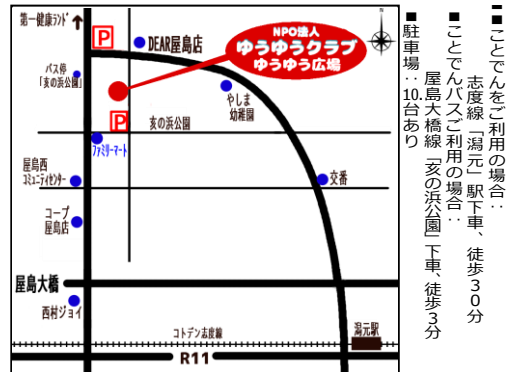 第一健康ランド
P
DEAR屋島店
NPO法人
ゆうゆうクラブ
ゆうゆう広場
バス停
「亥の浜公園」
やしま
幼稚園
P
亥の浜公園
ファミリーマート
屋島西
コミュニティセンター
交番
コープ
屋島店
屋島大橋
西村ジョイ
コトデン志度線
潟元駅
R11
■ことでんをご利用の場合：
志度線「潟元」駅下車、徒歩30分
■ことでんバスご利用の場合：
屋島大橋線「亥の浜公園」下車、徒歩3分
■駐車場：10台あり